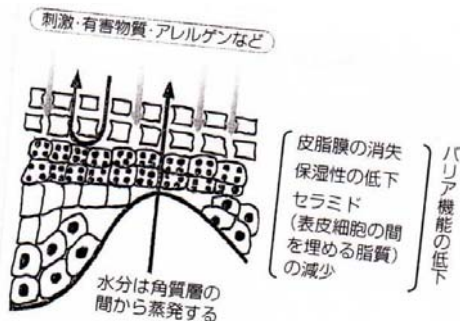 刺激・有害物質・アレルゲンなど
皮脂膜の消失
保湿性の低下
セラミド
(表皮細胞の間
を埋める脂質)
の減少
バリア機能の低下
水分は角質層の
間から蒸発する